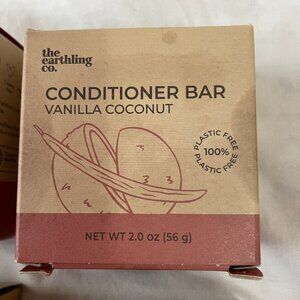 the
earthling
co.
CONDITIONER BAR
VANILLA COCONUT
PLASTIC FREE
100%
PLASTIC FREE
NET WT 2.0 oz (56 g)